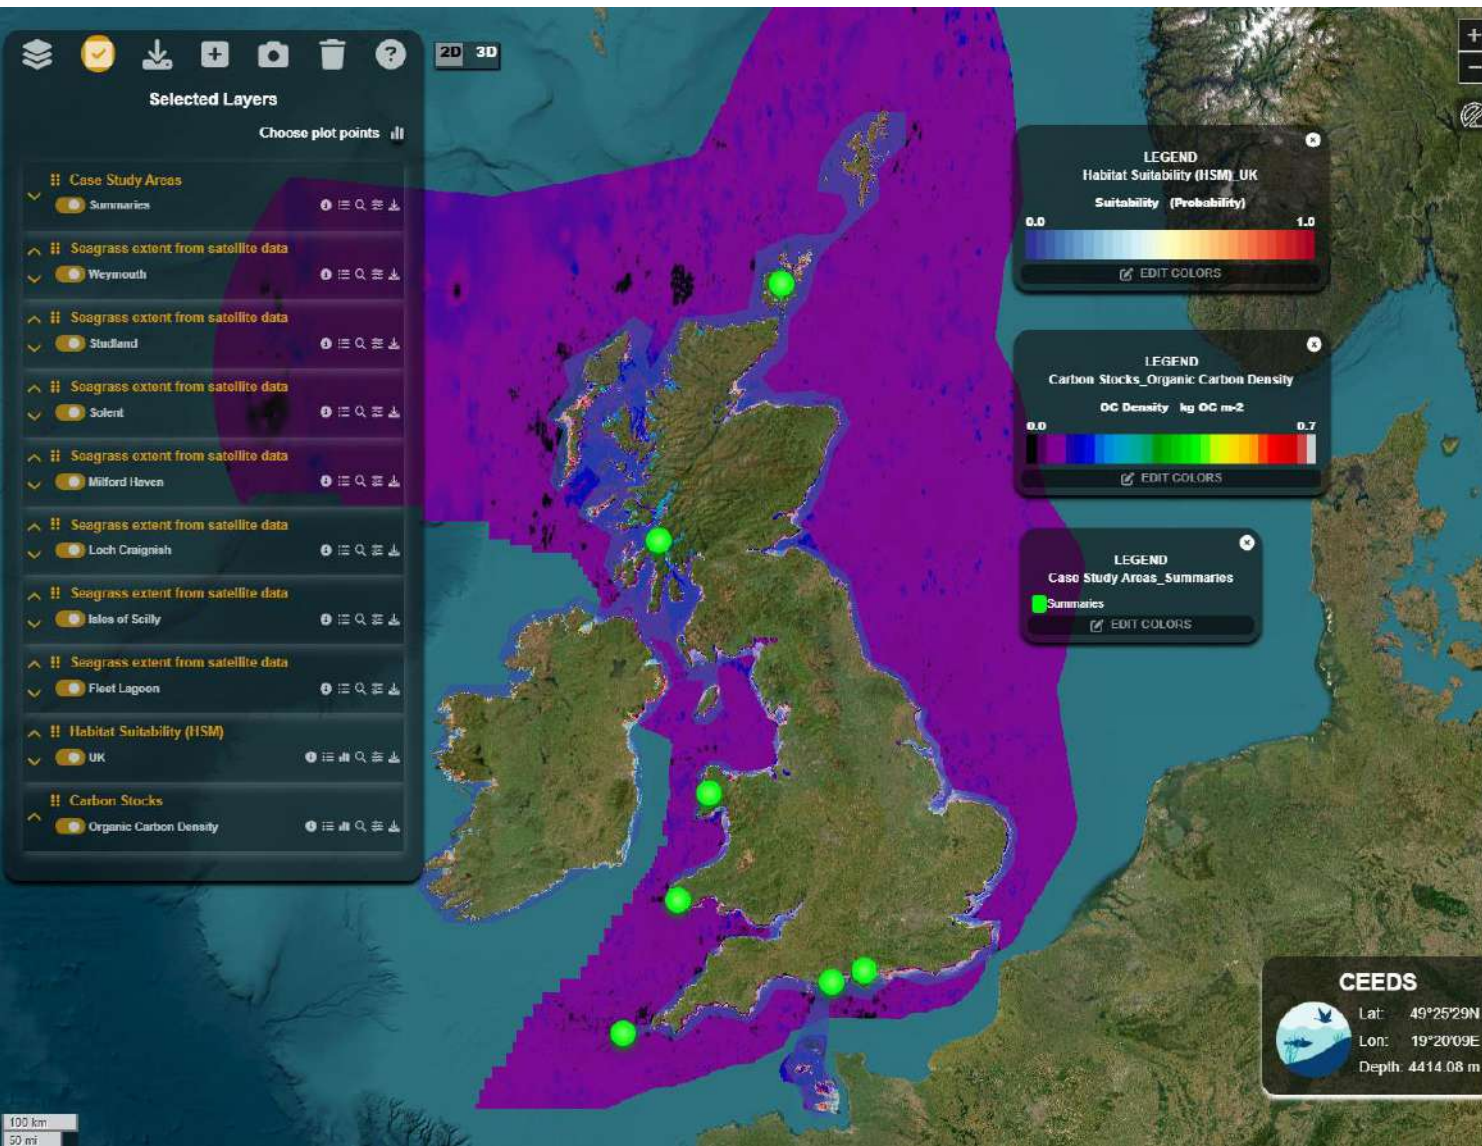 2D 3D
Selected Layers
Choose plot points
Case Study Areas
Summaries
Seagrass extent from satellite data
Weymouth
Seagrass extent from satellite data
Studland
Seagrass extent from satellite data
Solent
Seagrass extent from satellite data
Milford Haven
Seagrass extent from satellite data
Loch Craignish
Seagrass extent from satellite data
Isles of Scilly
Seagrass extent from satellite data
Fleet Lagoon
Habitat Suitability (HSM)
UK
Carbon Stocks
Organic Carbon Density
LEGEND
Habitat Suitability (HSM)_UK
Suitability (Probability)
0.0 1.0
EDIT COLORS
LEGEND
Carbon Stocks_Organic Carbon Density
OC Density kg OC m-2
0.0 0.7
EDIT COLORS
LEGEND
Case Study Areas_Summaries
Summaries
EDIT COLORS
CEEDS
Lat: 49°25'29N
Lon: 19°20'09E
Depth: 4414.08 m
100 km
50 mi